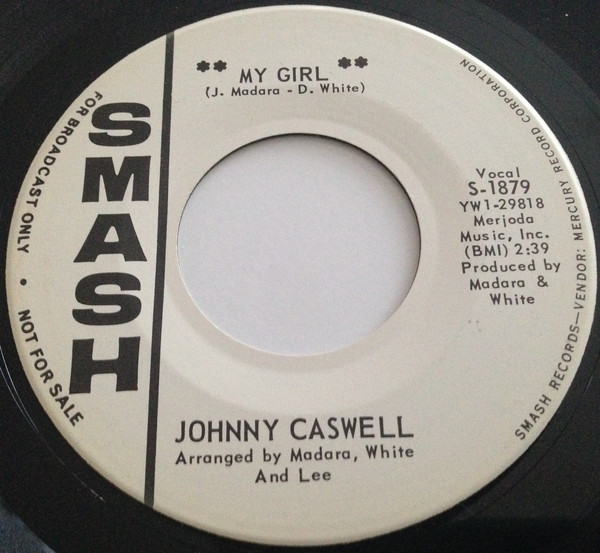 ** MY GIRL **
(J. Madara - D. White)
SMASH
FOR BROADCAST ONLY • NOT FOR SALE
Vocal
S-1879
YW1-29818
Merjoda
Music, Inc.
(BMI) 2:39
Produced by
Madara &
White
SMASH RECORDS—VENDOR: MERCURY RECORD CORPORATION
JOHNNY CASWELL
Arranged by Madara, White
And Lee